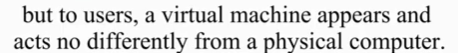 but to users, a virtual machine appears and
acts no differently from a physical computer.